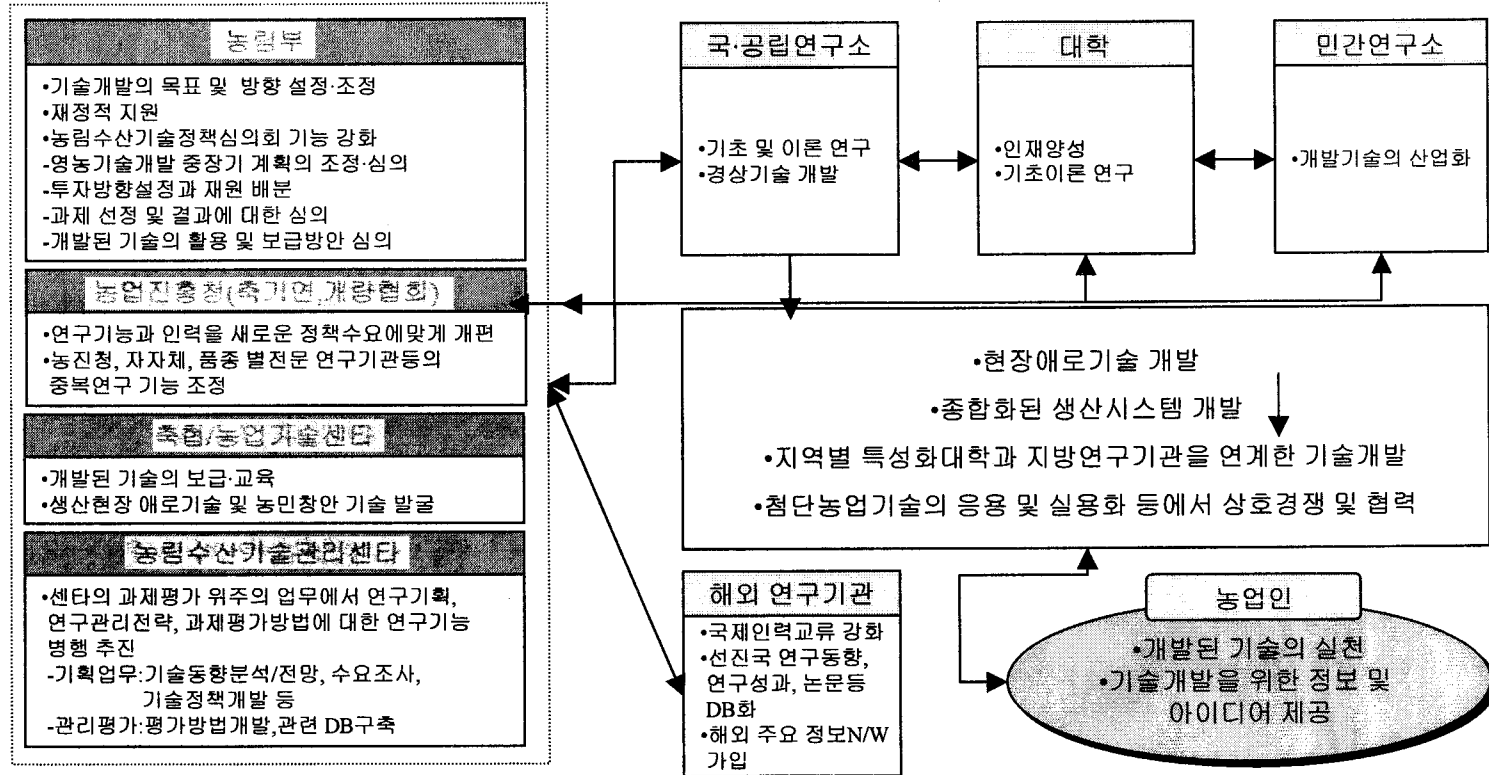 농림부
•기술개발의 목표 및 방향 설정·조정
•재정적 지원
•농림수산기술정책심의회 기능 강화
-영농기술개발 중장기 계획의 조정·심의
-투자방향설정과 재원 배분
-과제 선정 및 결과에 대한 심의
-개발된 기술의 활용 및 보급방안 심의
농업진흥청(축기연,개량협회)
•연구기능과 인력을 새로운 정책수요에맞게 개편
•농진청, 자자체, 품종 별전문 연구기관등의
중복연구 기능 조정
축협/농업기술센타
•개발된 기술의 보급·교육
•생산현장 애로기술 및 농민창안 기술 발굴
농림수산기술관리센타
•센타의 과제평가 위주의 업무에서 연구기획,
연구관리전략, 과제평가방법에 대한 연구기능
병행 추진
-기획업무:기술동향분석/전망, 수요조사,
기술정책개발 등
-관리평가:평가방법개발,관련 DB구축
국·공립연구소
•기초 및 이론 연구
•경상기술 개발
대학
•인재양성
•기초이론 연구
민간연구소
•개발기술의 산업화
•현장애로기술 개발
•종합화된 생산시스템 개발
•지역별 특성화대학과 지방연구기관을 연계한 기술개발
•첨단농업기술의 응용 및 실용화 등에서 상호경쟁 및 협력
해외 연구기관
•국제인력교류 강화
•선진국 연구동향,
연구성과, 논문등
DB화
•해외 주요 정보N/W
가입
농업인
•개발된 기술의 실천
•기술개발을 위한 정보 및
아이디어 제공